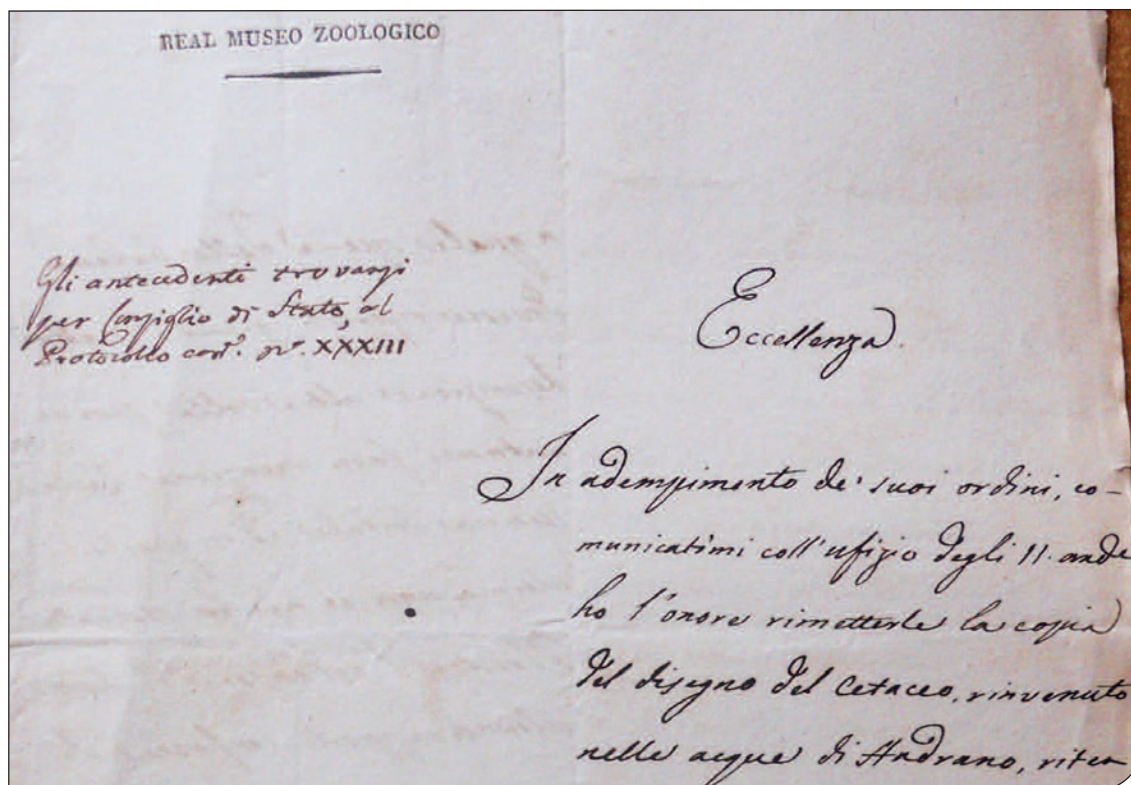 REAL MUSEO ZOOLOGICO
Gli antecedenti trovansi
per Consiglio di Stato, al
Protocollo conf.° n°. XXXIII
Eccellenza
In adempimento de' suoi ordini, co-
municatimi coll'ufizio degli 11. ande
ho l'onore rimetterle la copia
del disegno del Cetaceo, rinvenuto
nelle acque di Andrano, riten